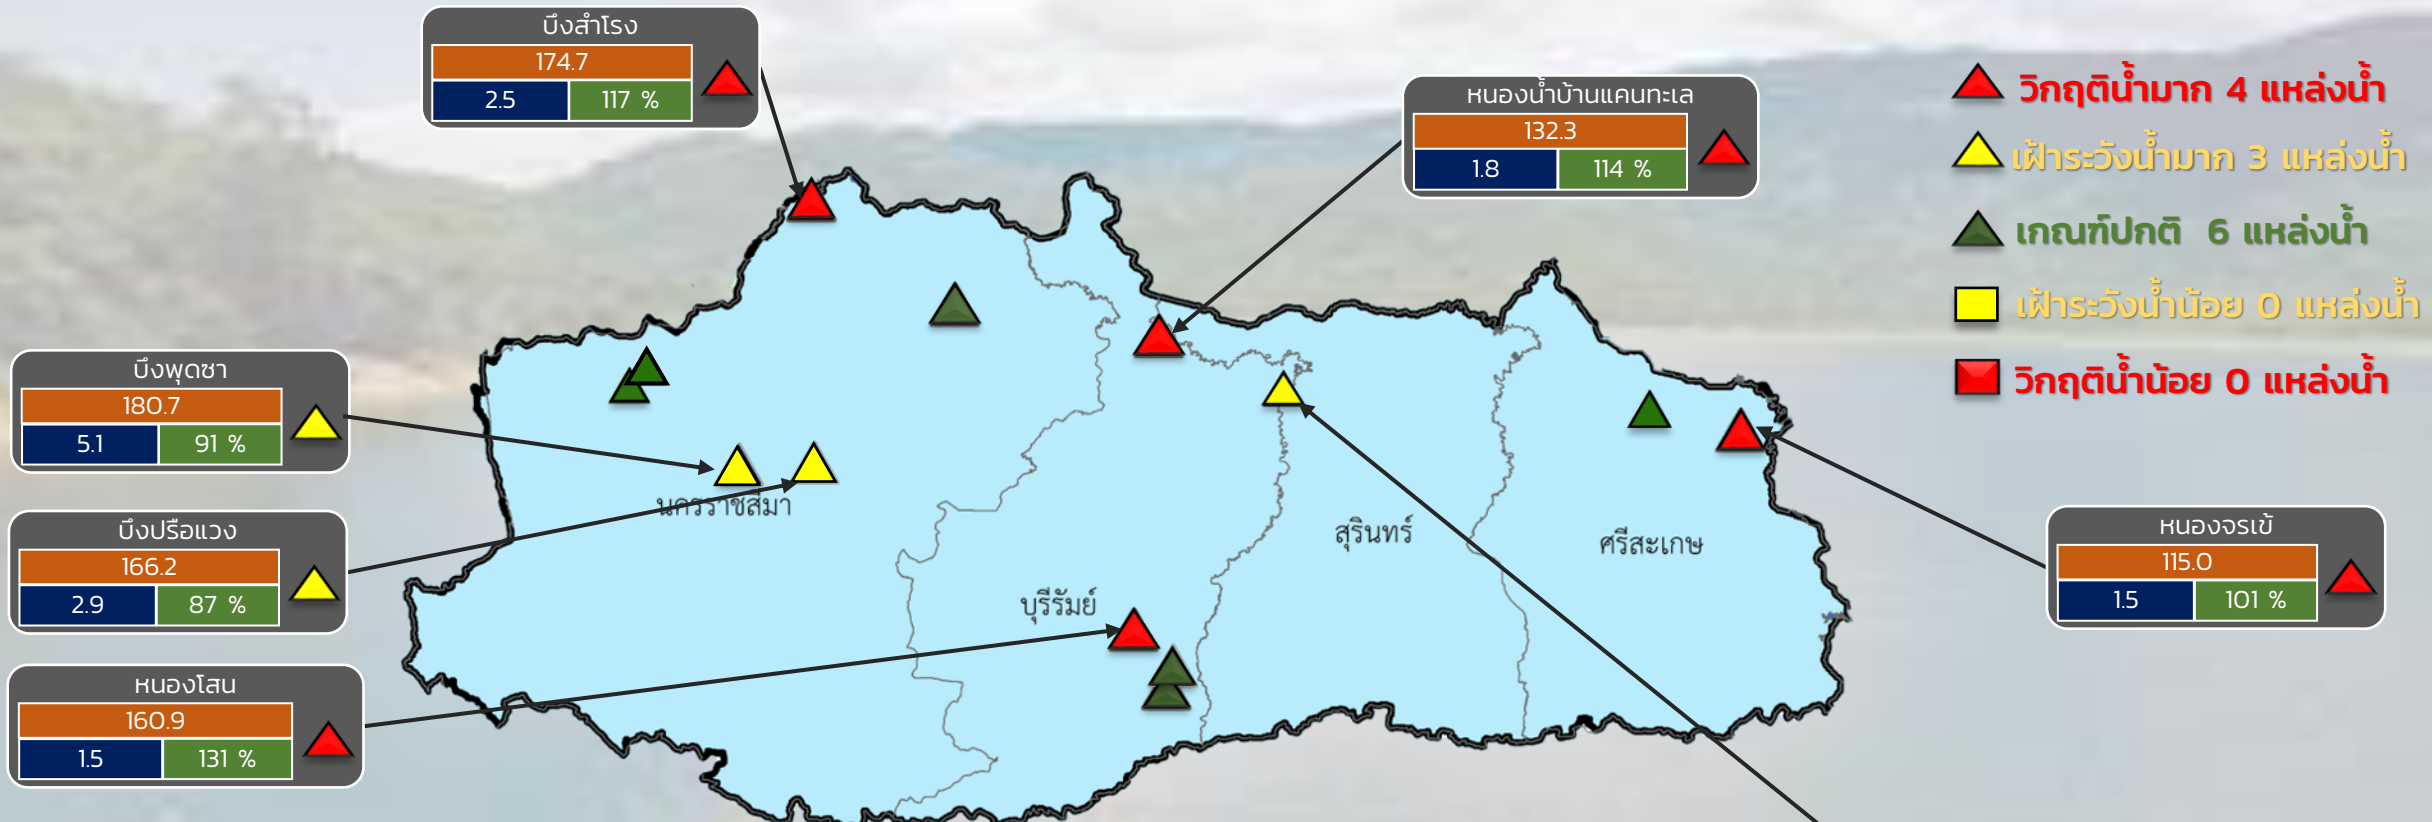 บึงสำโรง
174.7
2.5 117 %
หนองน้ำบ้านแคนทะเล
132.3
1.8 114 %
วิกฤติน้ำมาก 4 แหล่งน้ำ
เฝ้าระวังน้ำมาก 3 แหล่งน้ำ
เกณฑ์ปกติ 6 แหล่งน้ำ
เฝ้าระวังน้ำน้อย 0 แหล่งน้ำ
วิกฤติน้ำน้อย 0 แหล่งน้ำ
บึงพุดซา
180.7
5.1 91 %
บึงปรือแวง
166.2
2.9 87 %
หนองโสน
160.9
1.5 131 %
นครราชสีมา
บุรีรัมย์
สุรินทร์
ศรีสะเกษ
หนองจรเข้
115.0
1.5 101 %